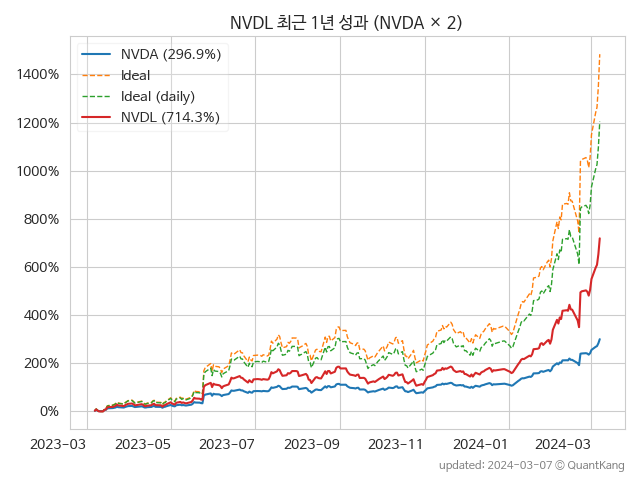 NVDL 최근 1년 성과 (NVDA × 2)
NVDA (296.9%)
Ideal
Ideal (daily)
NVDL (714.3%)
1400%
1200%
1000%
800%
600%
400%
200%
0%
2023-03
2023-05
2023-07
2023-09
2023-11
2024-01
2024-03
updated: 2024-03-07 ⓒ QuantKang